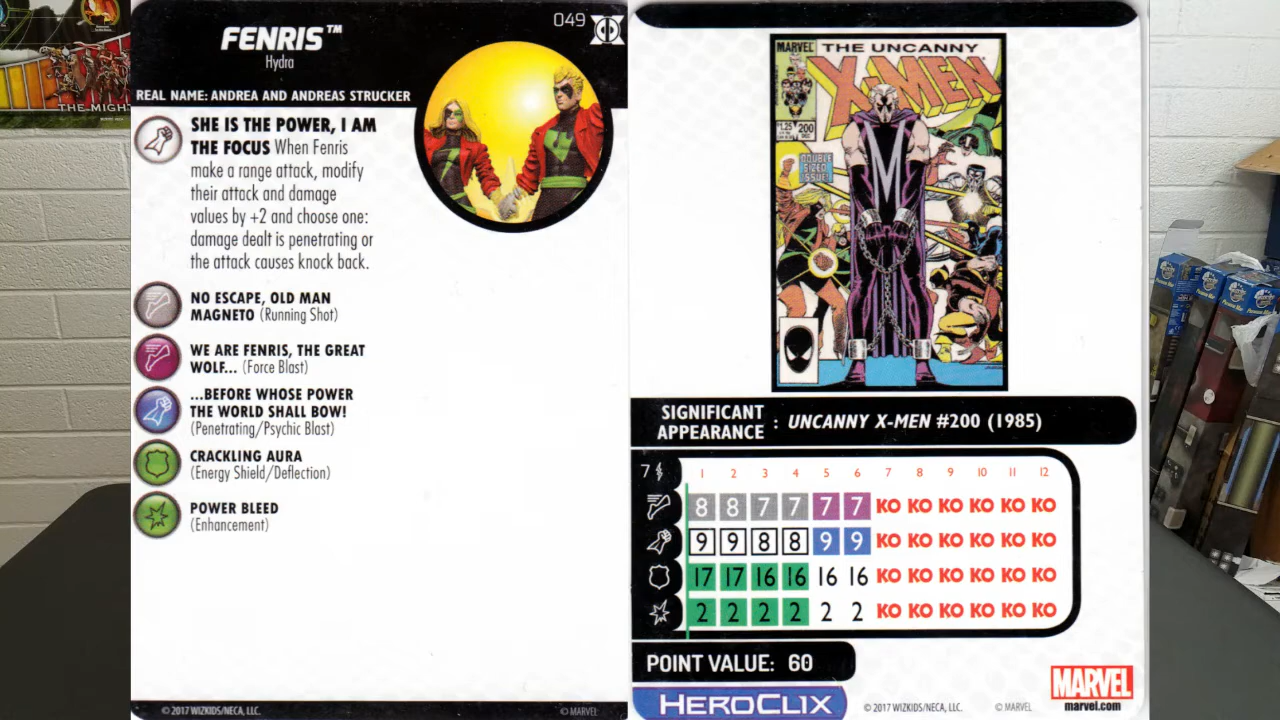 THE MIGH
FENRIS™
049
Hydra
REAL NAME: ANDREA AND ANDREAS STRUCKER
SHE IS THE POWER, I AM
THE FOCUS When Fenris
make a range attack, modify
their attack and damage
values by +2 and choose one:
damage dealt is penetrating or
the attack causes knock back.
NO ESCAPE, OLD MAN
MAGNETO (Running Shot)
WE ARE FENRIS, THE GREAT
WOLF... (Force Blast)
...BEFORE WHOSE POWER
THE WORLD SHALL BOW!
(Penetrating/Psychic Blast)
CRACKLING AURA
(Energy Shield/Deflection)
POWER BLEED
(Enhancement)
© 2017 WIZKIDS/NECA, LLC.
© MARVEL
MARVEL
THE UNCANNY
X-MEN
$1.25
200
DEC
DOUBLE
SIZED
ISSUE!
M
SIGNIFICANT
APPEARANCE : UNCANNY X-MEN #200 (1985)
7 1 2 3 4 5 6 7 8 9 10 11 12
8 8 7 7 7 7 KO KO KO KO KO KO
9 9 8 8 9 9 KO KO KO KO KO KO
17 17 16 16 16 16 KO KO KO KO KO KO
2 2 2 2 2 2 KO KO KO KO KO KO
POINT VALUE: 60
HEROCLIX
© 2017 WIZKIDS/NECA, LLC.
© MARVEL
MARVEL
marvel.com